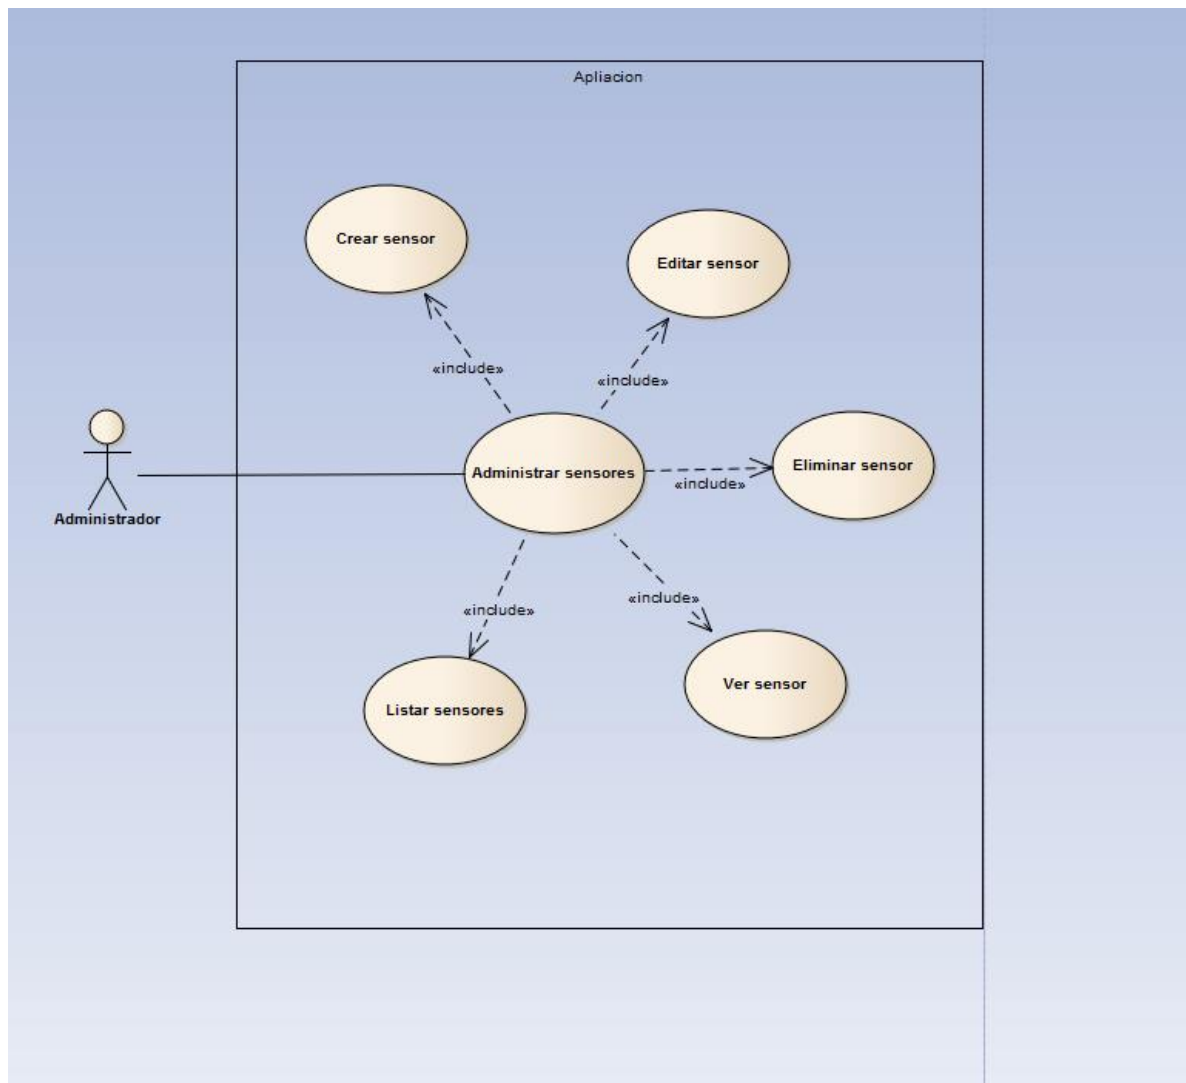 Apliacion
Crear sensor
Editar sensor
«include»
«include»
Administrador
Administrar sensores
Eliminar sensor
«include»
«include»
«include»
Listar sensores
Ver sensor